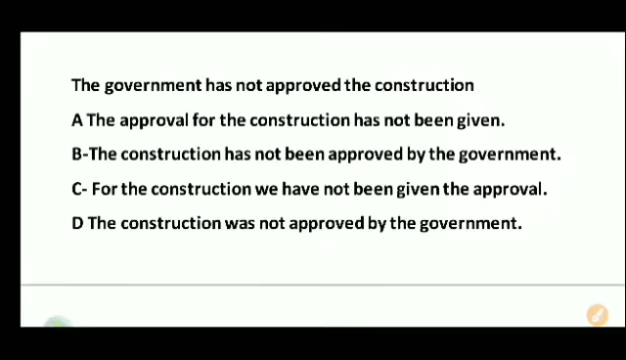 The government has not approved the construction
A The approval for the construction has not been given.
B-The construction has not been approved by the government.
C- For the construction we have not been given the approval.
D The construction was not approved by the government.